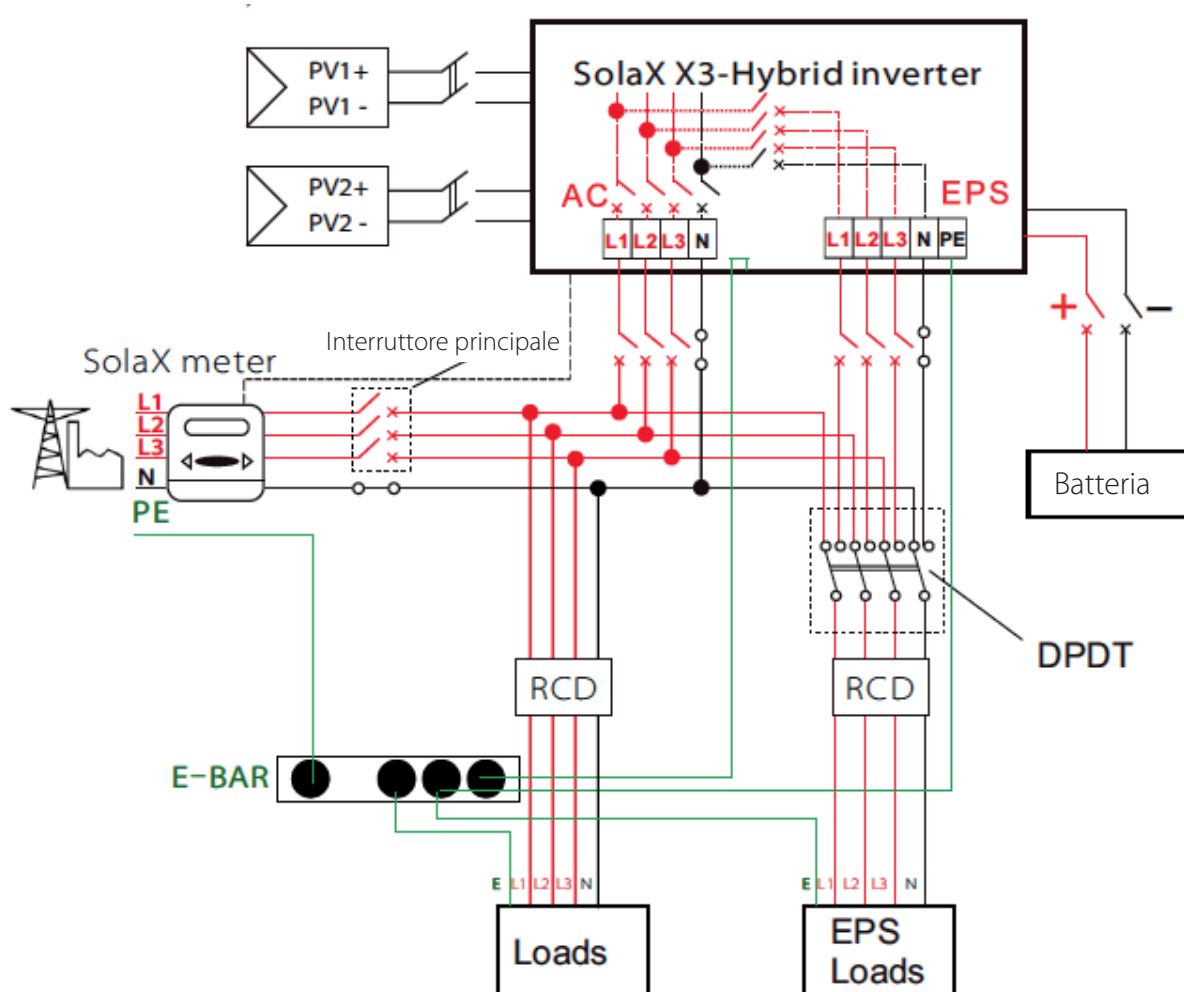 PV1+
PV1 -
PV2+
PV2 -
SolaX X3-Hybrid inverter
AC
EPS
L1 L2 L3 N
L1 L2 L3 N PE
+ −
SolaX meter
Interruttore principale
L1
L2
L3
N
PE
Batteria
DPDT
RCD
RCD
E-BAR
E L1 L2 L3 N
E L1 L2 L3 N
Loads
EPS
Loads